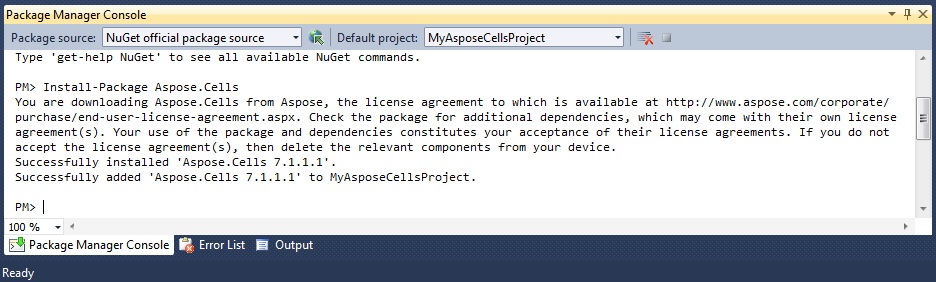 Package Manager Console
Package source: NuGet official package source Default project: MyAsposeCellsProject
Type 'get-help NuGet' to see all available NuGet commands.
PM> Install-Package Aspose.Cells
You are downloading Aspose.Cells from Aspose, the license agreement to which is available at http://www.aspose.com/corporate/
purchase/end-user-license-agreement.aspx. Check the package for additional dependencies, which may come with their own license
agreement(s). Your use of the package and dependencies constitutes your acceptance of their license agreements. If you do not
accept the license agreement(s), then delete the relevant components from your device.
Successfully installed 'Aspose.Cells 7.1.1.1'.
Successfully added 'Aspose.Cells 7.1.1.1' to MyAsposeCellsProject.
PM>
100 %
Package Manager Console Error List Output
Ready